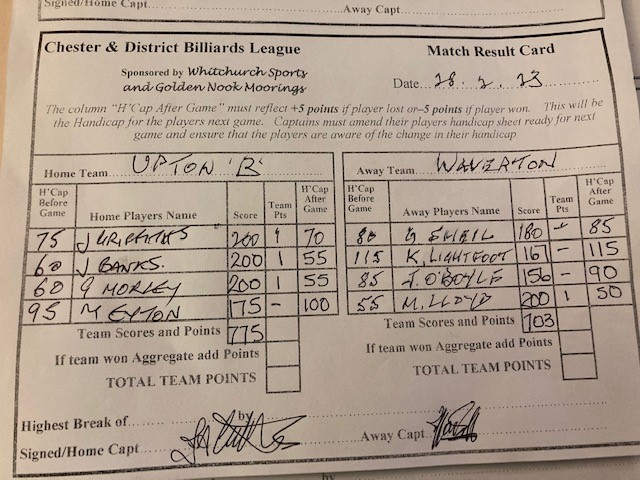 Signed/Home Capt Away Capt
Chester & District Billiards League Match Result Card
Sponsored by Whitchurch Sports
and Golden Nook Moorings
Date 28.2.23
The column "H'Cap After Game" must reflect +5 points if player lost or –5 points if player won. This will be
the Handicap for the players next game. Captains must amend their players handicap sheet ready for next
game and ensure that the players are aware of the change in their handicap
Home Team UPTON 'B' Away Team WAVERTON
H'Cap Before Game Home Players Name Score Team Pts H'Cap After Game H'Cap Before Game Away Players Name Score Team Pts H'Cap After Game
75 J GRIFFITHS 200 1 70 80 G 180 - 85
60 J BANKS. 200 1 55 115 K. LIGHTFOOT 167 - 115
60 G MORLEY 200 1 55 85 J. O'BOYLE 156 - 90
95 M EYTON 175 - 100 55 M. LLOYD 200 1 50
Team Scores and Points 775 Team Scores and Points 703
If team won Aggregate add Points If team won Aggregate add Points
TOTAL TEAM POINTS TOTAL TEAM POINTS
Highest Break of by
Signed/Home Capt Away Capt
by